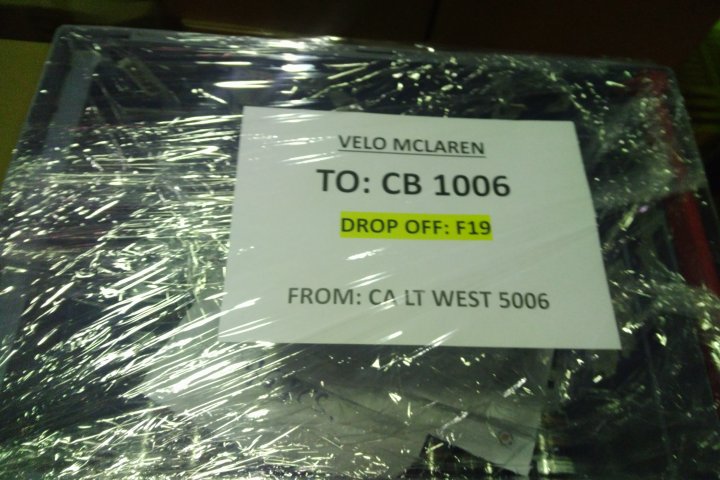 VELO MCLAREN
TO: CB 1006
DROP OFF: F19
FROM: CA LT WEST 5006